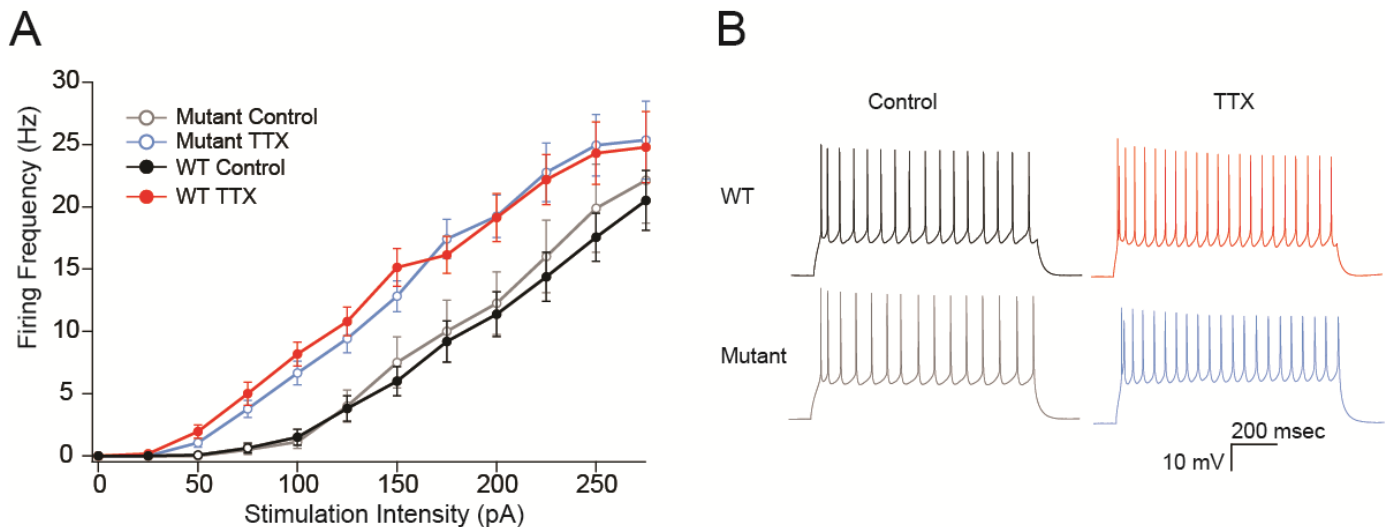 A
30
25
20
15
10
5
0
Firing Frequency (Hz)
Mutant Control
Mutant TTX
WT Control
WT TTX
0 50 100 150 200 250
Stimulation Intensity (pA)
B
Control TTX
WT
Mutant
200 msec
10 mV